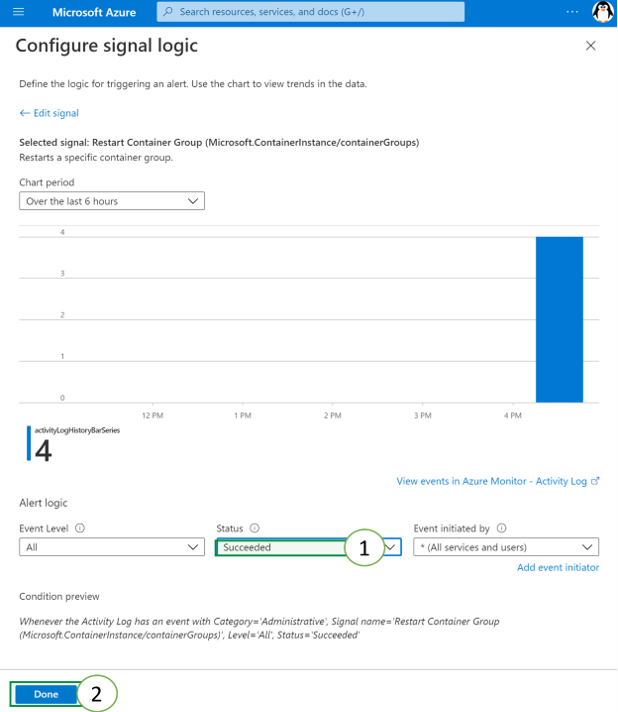 Microsoft Azure
Search resources, services, and docs (G+/)
Configure signal logic
Define the logic for triggering an alert. Use the chart to view trends in the data.
← Edit signal
Selected signal: Restart Container Group (Microsoft.ContainerInstance/containerGroups)
Restarts a specific container group.
Chart period
Over the last 6 hours
4
3
2
1
0
12 PM 1 PM 2 PM 3 PM 4 PM
activityLogHistoryBarSeries
4
View events in Azure Monitor - Activity Log
Alert logic
Event Level Status Event initiated by
All Succeeded 1 * (All services and users)
Add event initiator
Condition preview
Whenever the Activity Log has an event with Category='Administrative', Signal name='Restart Container Group
(Microsoft.ContainerInstance/containerGroups)', Level='All', Status='Succeeded'
Done 2